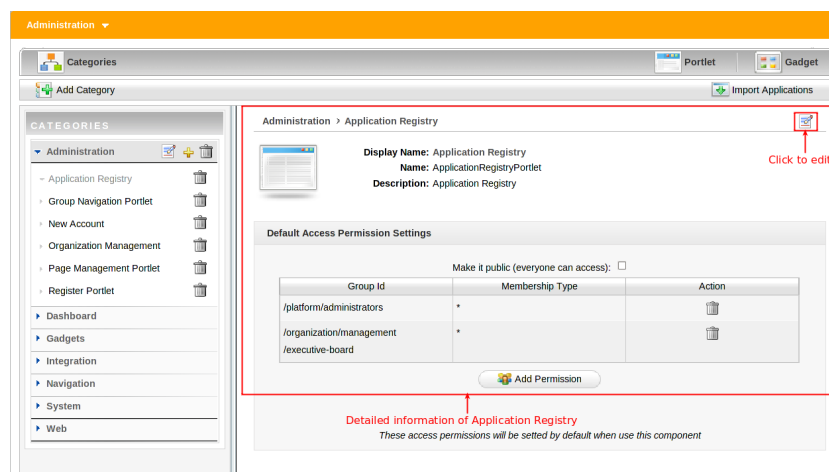 Administration
Categories
Portlet
Gadget
Add Category
Import Applications
CATEGORIES
Administration
Application Registry
Group Navigation Portlet
New Account
Organization Management
Page Management Portlet
Register Portlet
Dashboard
Gadgets
Integration
Navigation
System
Web
Administration > Application Registry
Click to edit
Display Name: Application Registry
Name: ApplicationRegistryPortlet
Description: Application Registry
Default Access Permission Settings
Make it public (everyone can access):
Group Id Membership Type Action
/platform/administrators *
/organization/management *
/executive-board
Add Permission
Detailed information of Application Registry
These access permissions will be setted by default when use this component